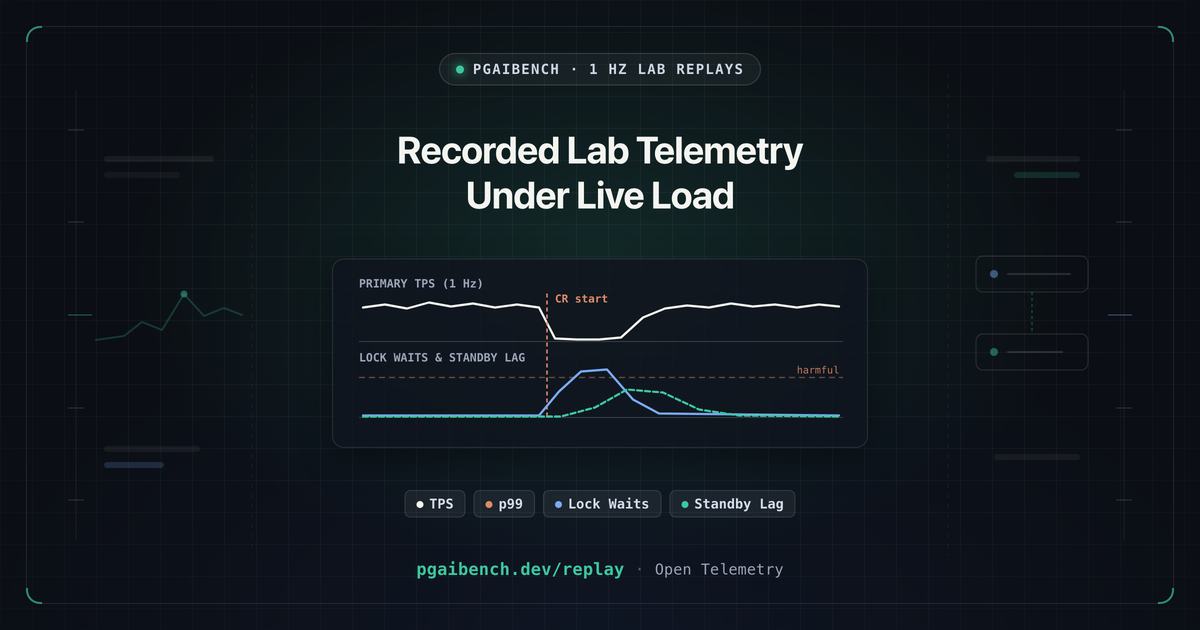 PGAIBENCH · 1 HZ LAB REPLAYS
Recorded Lab Telemetry
Under Live Load
PRIMARY TPS (1 Hz)
CR start
LOCK WAITS & STANDBY LAG
harmful
TPS
p99
Lock Waits
Standby Lag
pgaibench.dev/replay · Open Telemetry